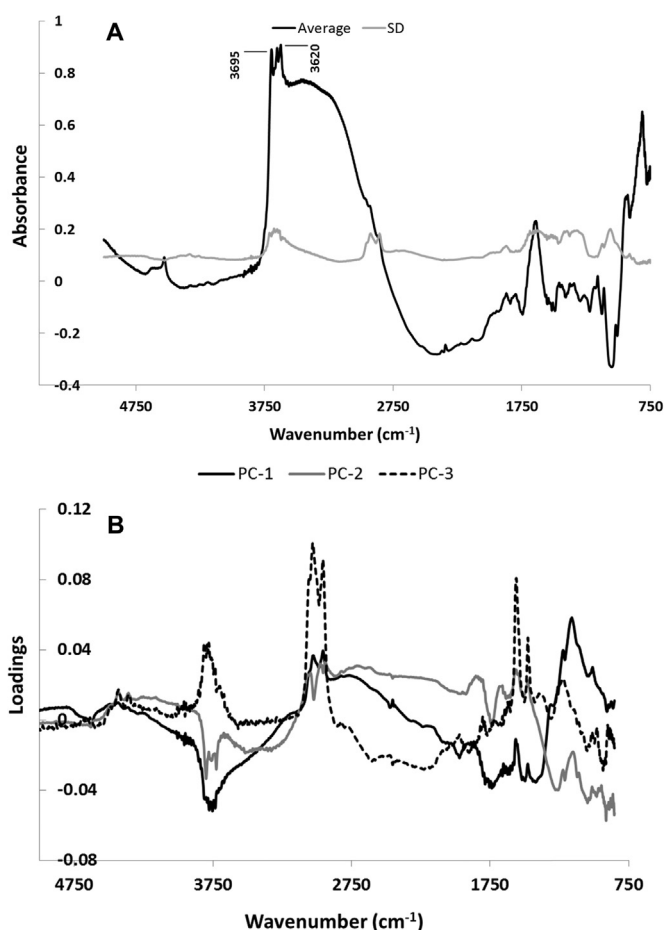 A
Average
SD
1
0.8
0.6
0.4
0.2
0
-0.2
-0.4
3695
3620
Absorbance
4750
3750
2750
1750
750
Wavenumber (cm-1)
PC-1
PC-2
PC-3
B
0.12
0.08
0.04
0
-0.04
-0.08
Loadings
4750
3750
2750
1750
750
Wavenumber (cm-1)